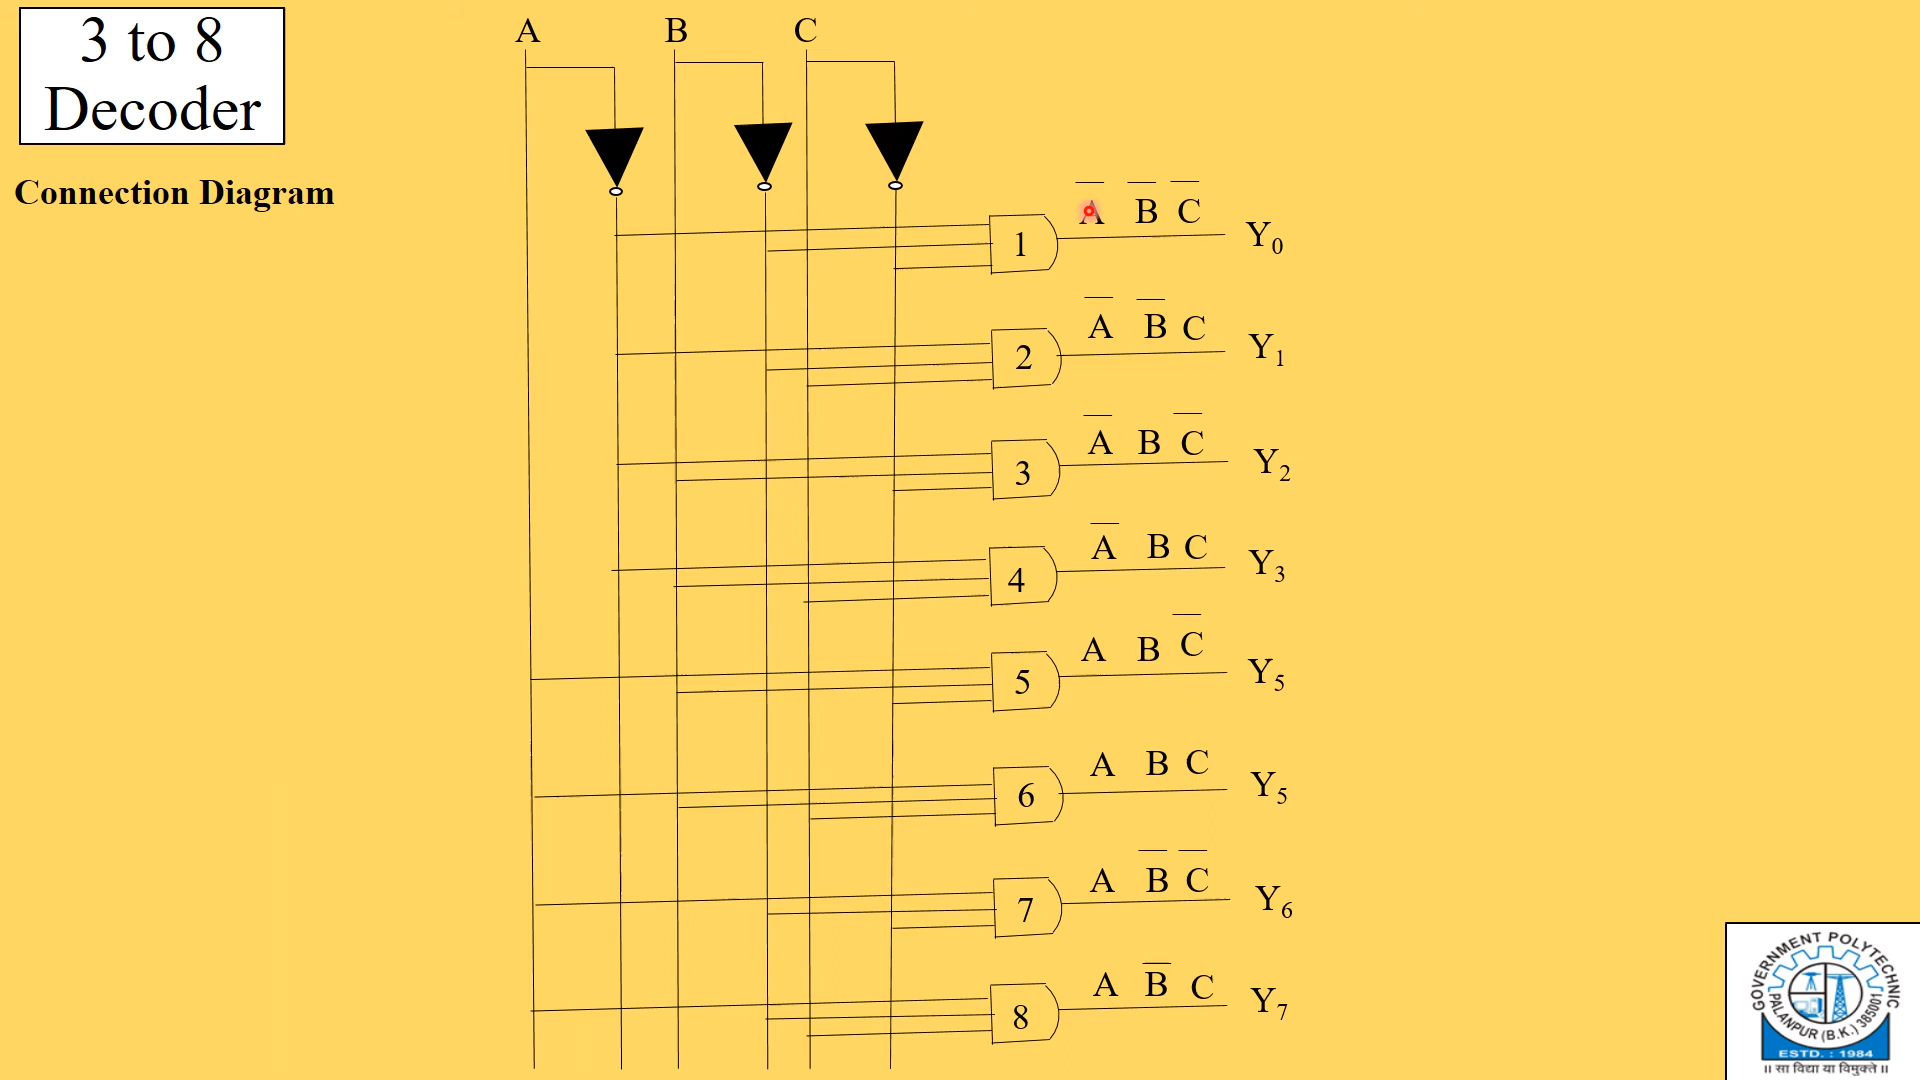 3 to 8
Decoder
Connection Diagram
A B C
1 A̅ B̅ C̅ Y₀
2 A̅ B̅ C Y₁
3 A̅ B C̅ Y₂
4 A̅ B C Y₃
5 A B C̅ Y₅
6 A B C Y₅
7 A B̅ C̅ Y₆
8 A B̅ C Y₇
GOVERNMENT POLYTECHNIC
PALANPUR (B.K.) 385001
ESTD. : 1984
॥ सा विद्या या विमुक्ते ॥